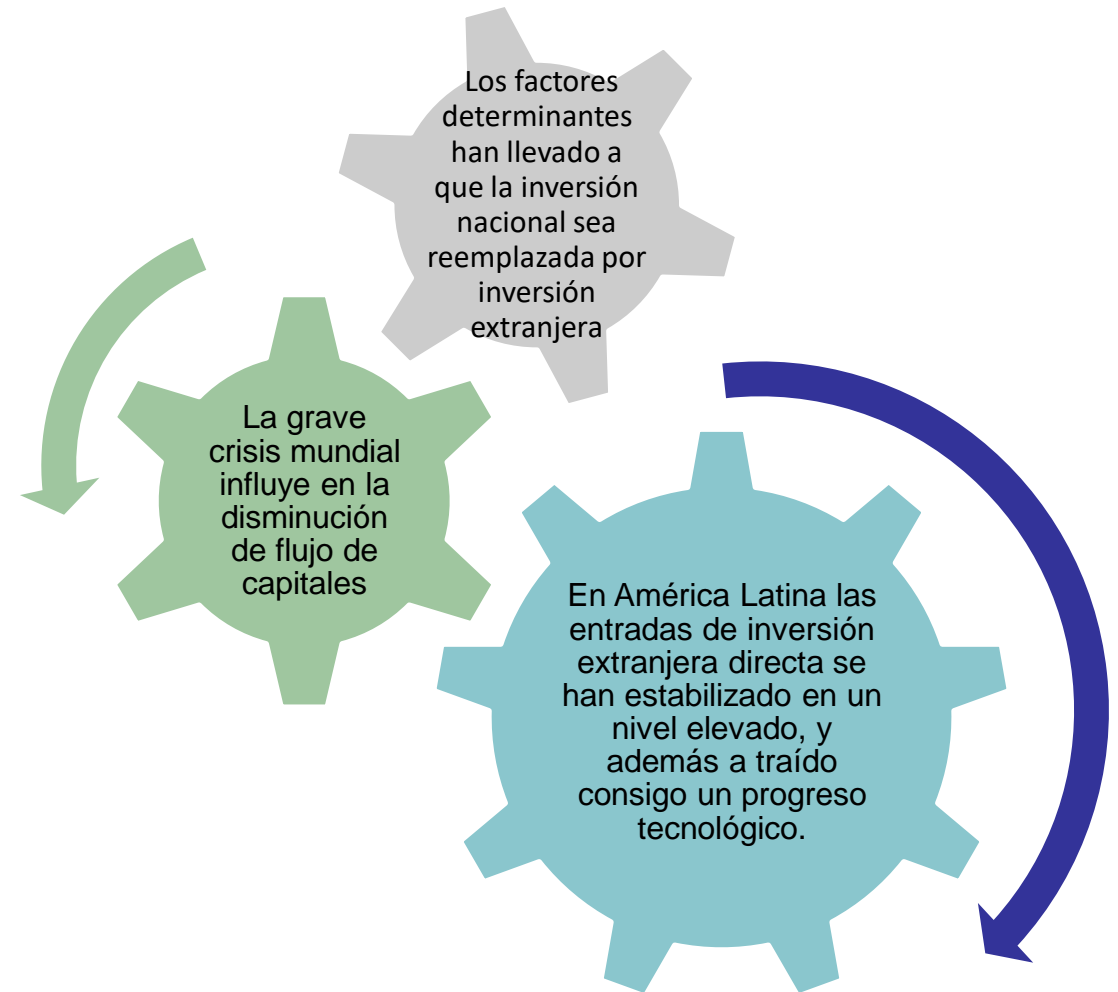 Los factores
determinantes
han llevado a
que la inversión
nacional sea
reemplazada por
inversión
extranjera
La grave
crisis mundial
influye en la
disminución
de flujo de
capitales
En América Latina las
entradas de inversión
extranjera directa se
han estabilizado en un
nivel elevado, y
además a traído
consigo un progreso
tecnológico.